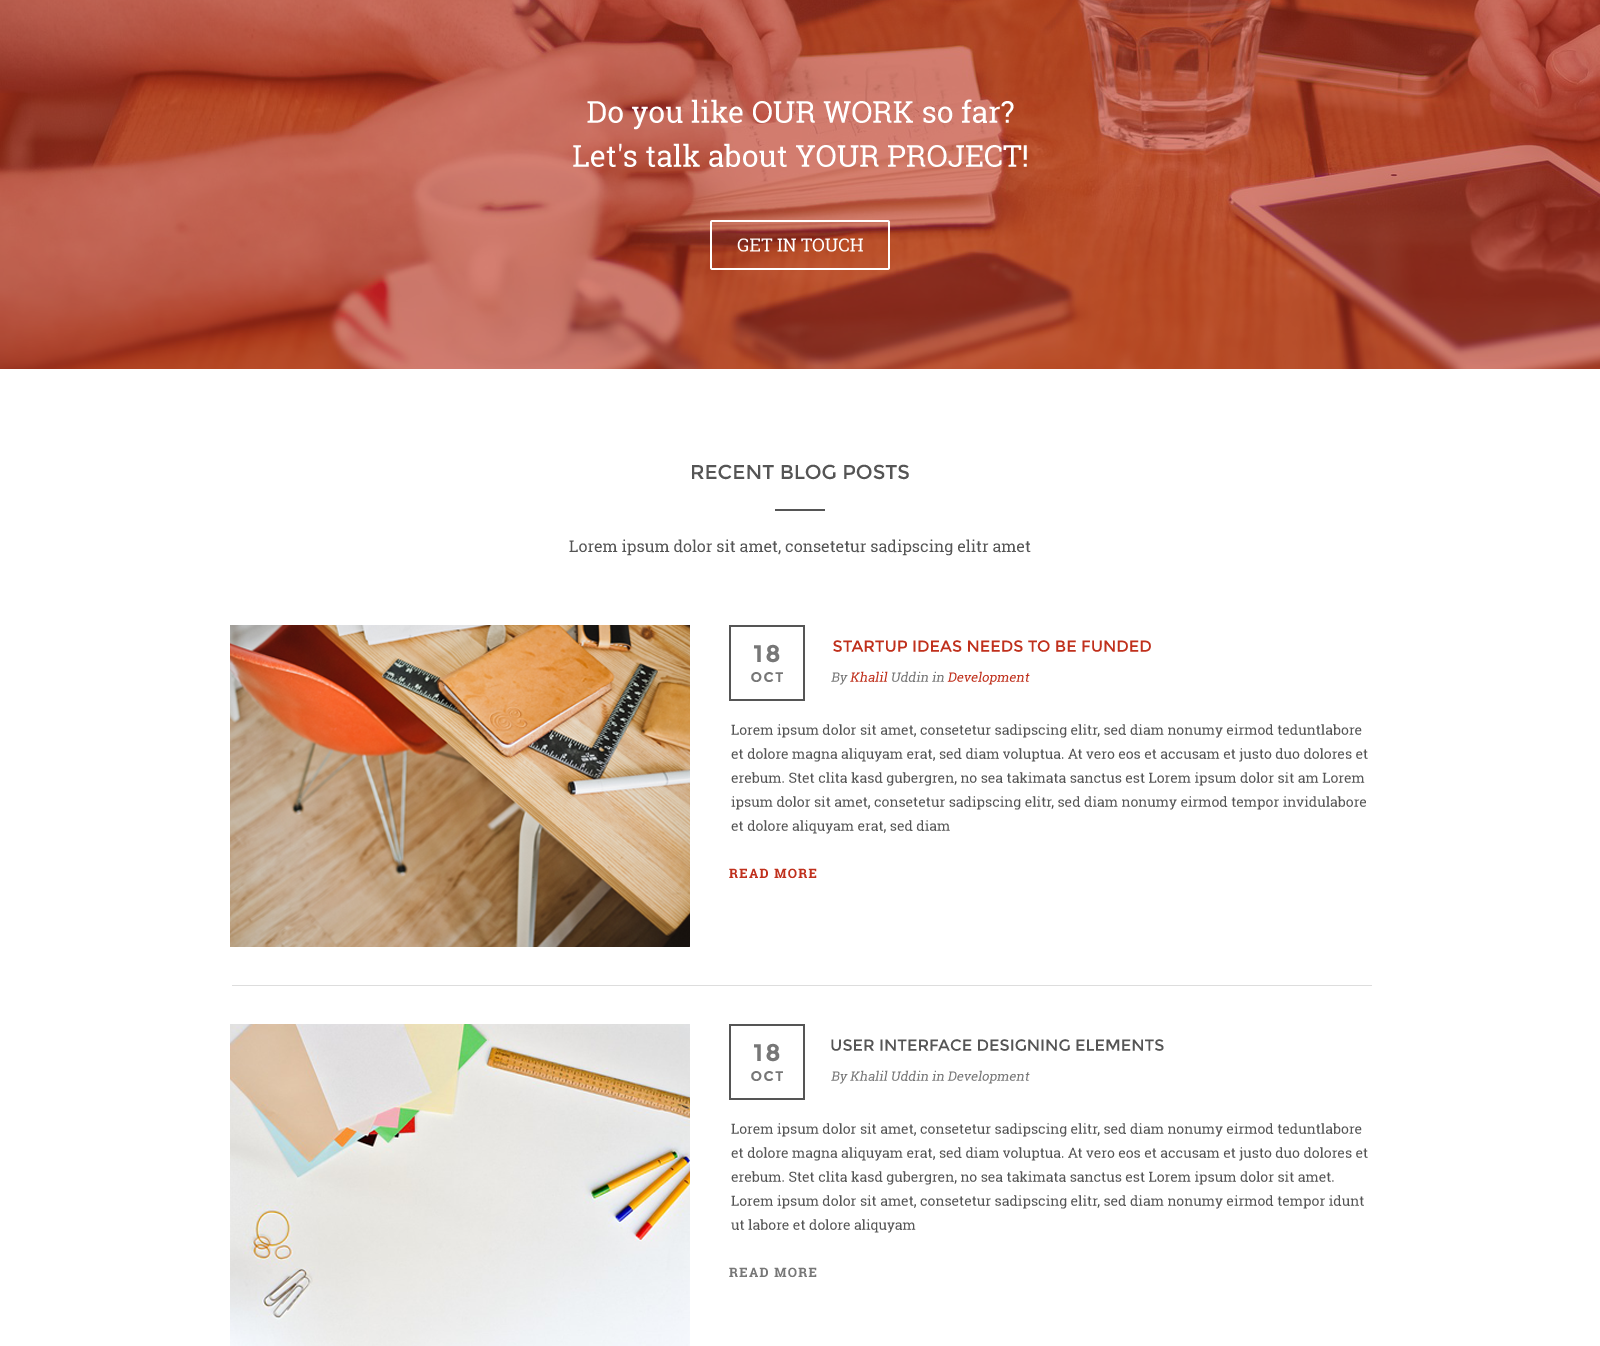 Do you like OUR WORK so far?
Let's talk about YOUR PROJECT!
GET IN TOUCH
RECENT BLOG POSTS
Lorem ipsum dolor sit amet, consetetur sadipscing elitr amet
18
OCT
STARTUP IDEAS NEEDS TO BE FUNDED
By Khalil Uddin in Development
Lorem ipsum dolor sit amet, consetetur sadipscing elitr, sed diam nonumy eirmod teduntlabore
et dolore magna aliquyam erat, sed diam voluptua. At vero eos et accusam et justo duo dolores et
erebum. Stet clita kasd gubergren, no sea takimata sanctus est Lorem ipsum dolor sit am Lorem
ipsum dolor sit amet, consetetur sadipscing elitr, sed diam nonumy eirmod tempor invidulabore
et dolore aliquyam erat, sed diam
READ MORE
18
OCT
USER INTERFACE DESIGNING ELEMENTS
By Khalil Uddin in Development
Lorem ipsum dolor sit amet, consetetur sadipscing elitr, sed diam nonumy eirmod teduntlabore
et dolore magna aliquyam erat, sed diam voluptua. At vero eos et accusam et justo duo dolores et
erebum. Stet clita kasd gubergren, no sea takimata sanctus est Lorem ipsum dolor sit amet.
Lorem ipsum dolor sit amet, consetetur sadipscing elitr, sed diam nonumy eirmod tempor idunt
ut labore et dolore aliquyam
READ MORE